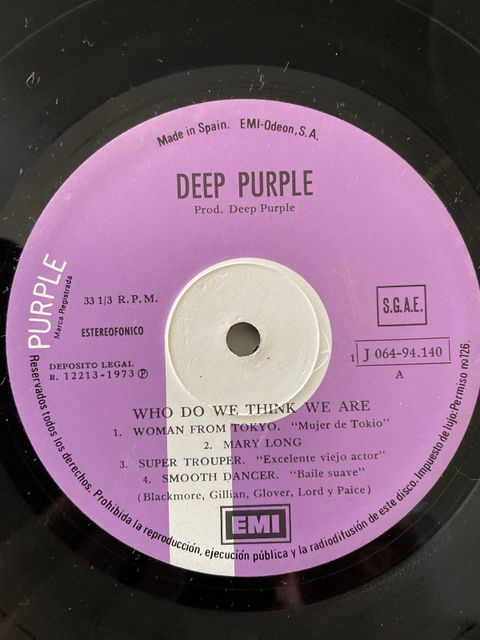 Made in Spain. EMI-Odeon, S.A.
DEEP PURPLE
Prod. Deep Purple
PURPLE
Marca Registrada
33 1/3 R.P.M.
ESTEREOFONICO
S.G.A.E.
DEPOSITO LEGAL
B. 12213-1973 Ⓟ
1 J 064-94.140
A
WHO DO WE THINK WE ARE
1. WOMAN FROM TOKYO. "Mujer de Tokio"
2. MARY LONG
3. SUPER TROUPER. "Excelente viejo actor"
4. SMOOTH DANCER. "Baile suave"
(Blackmore, Gillian, Glover, Lord y Paice)
EMI
Reservados todos los derechos. Prohibida la reproducción, ejecución pública y la radiodifusión de este disco. Impuesto de lujo: Permiso nº 126.